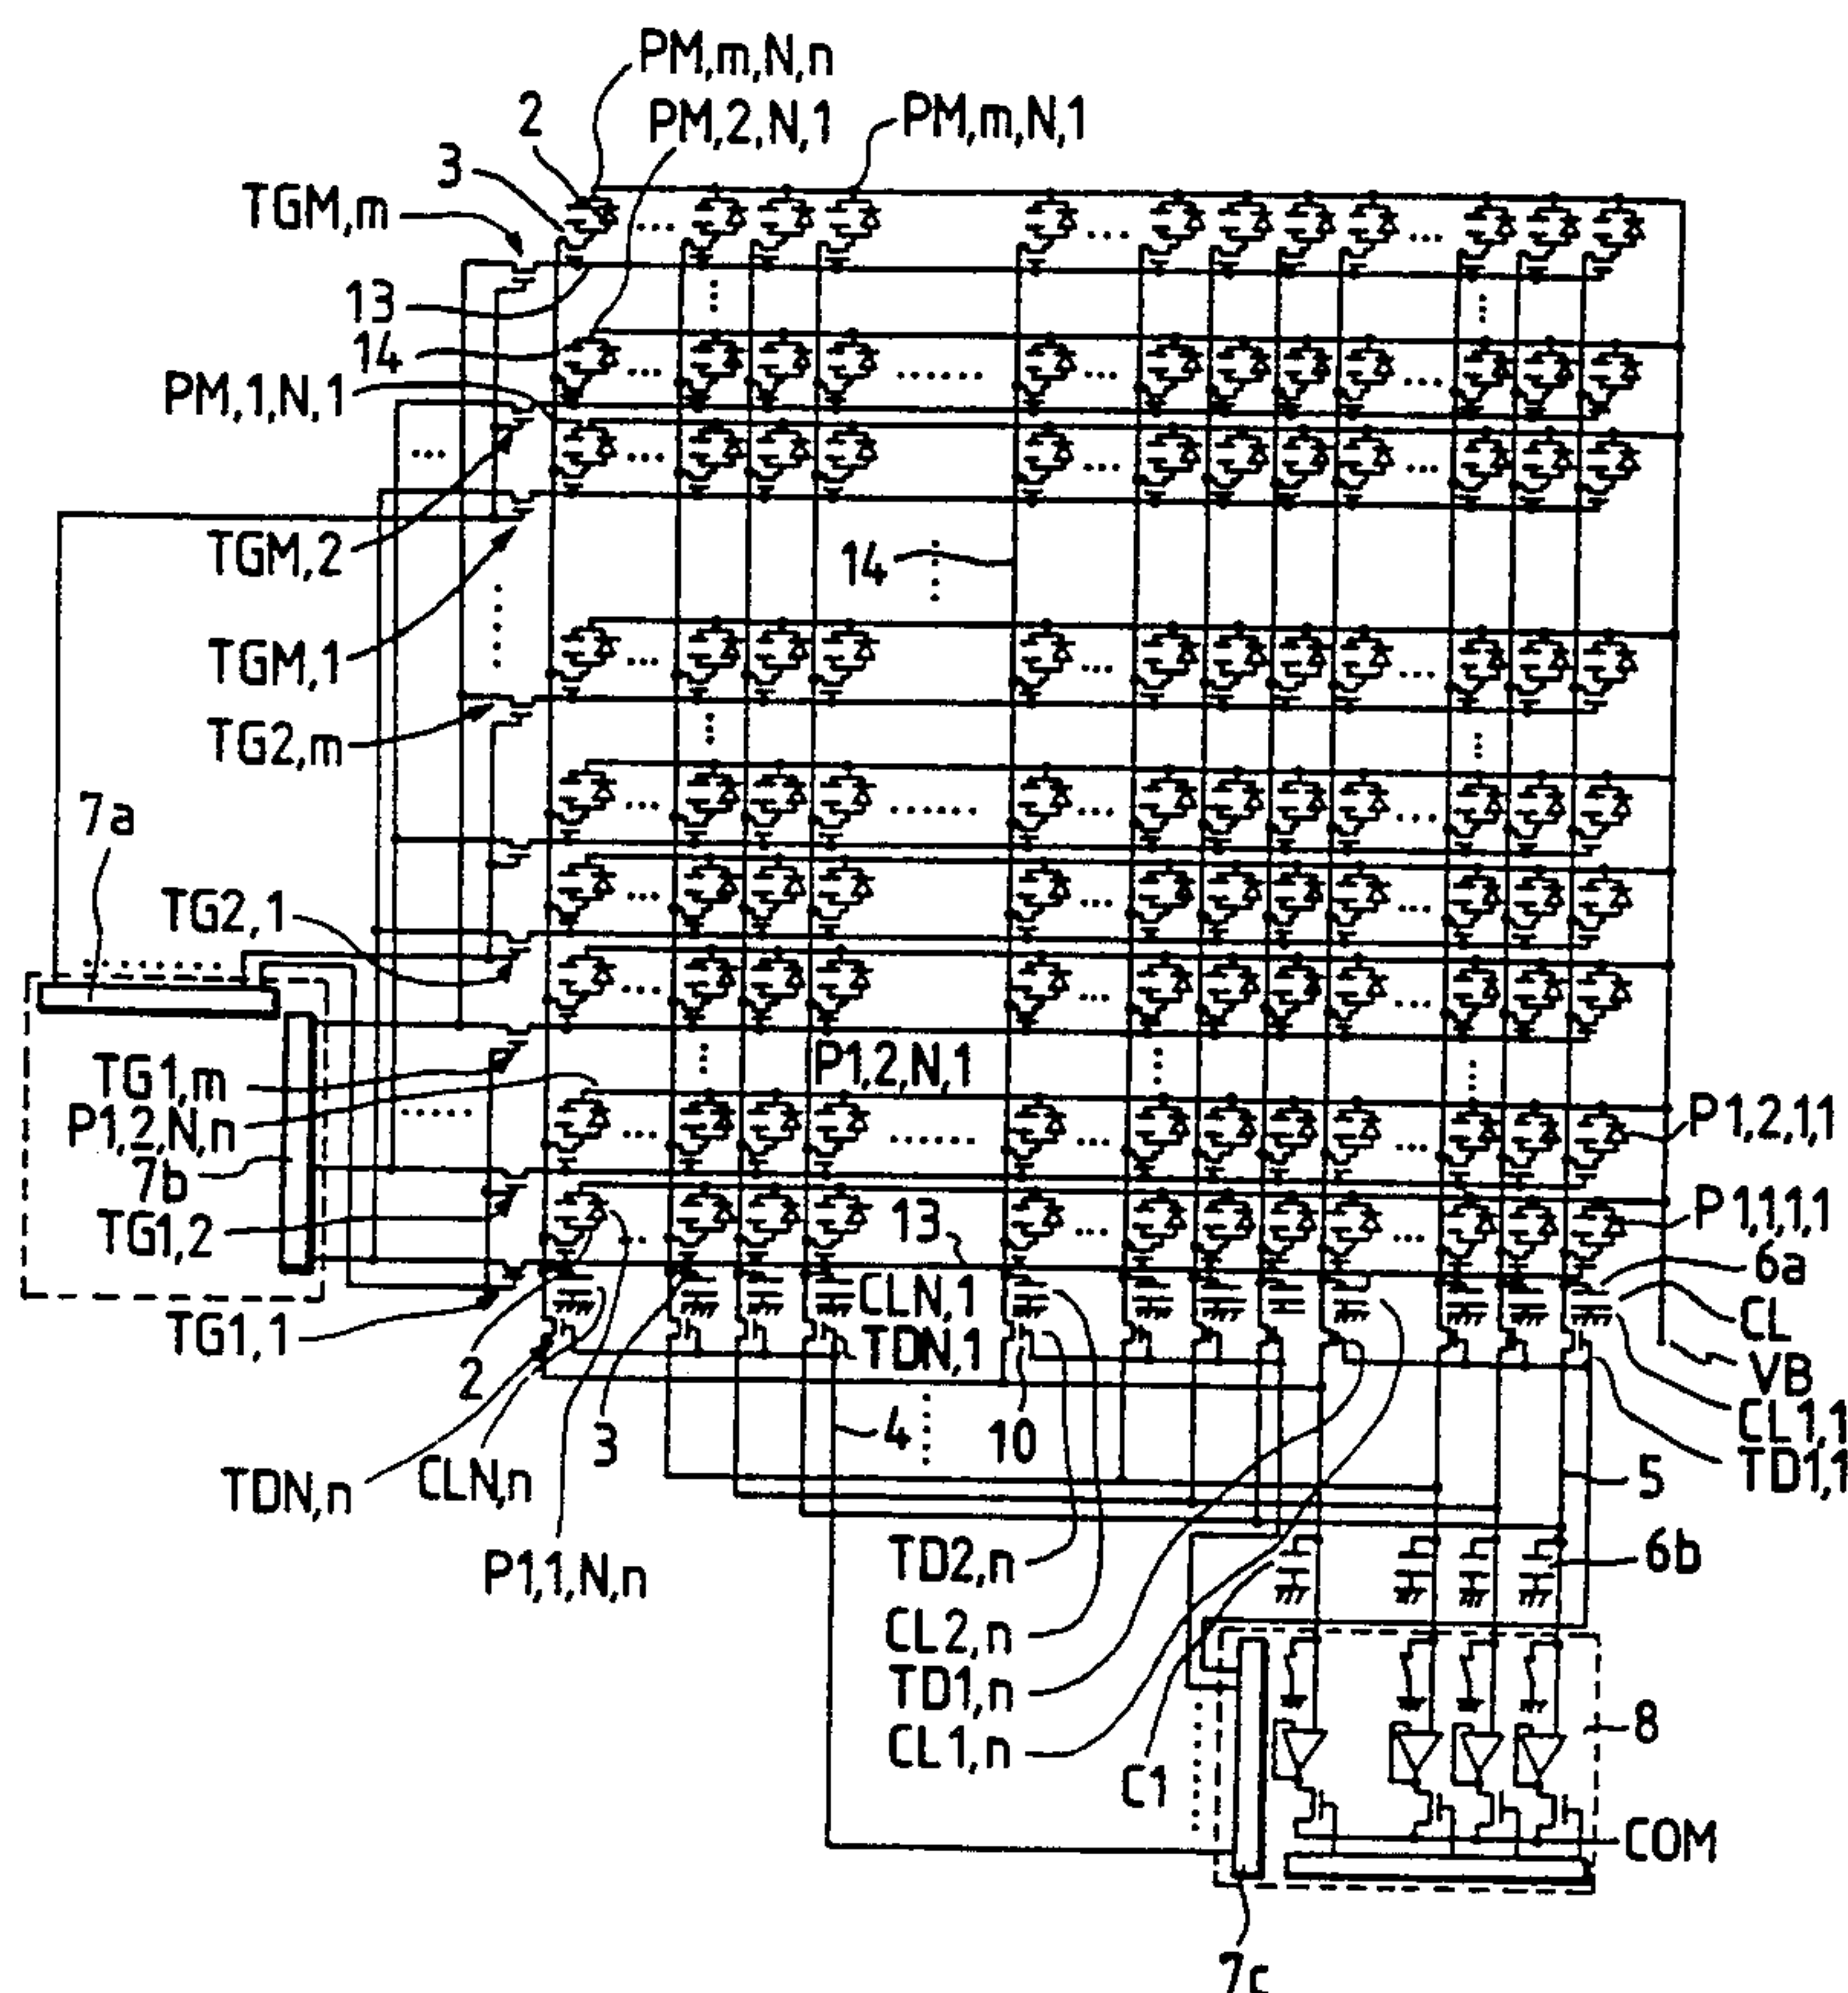 PM,m,N,n
2
PM,2,N,1
PM,m,N,1
3
TGM,m
13
14
PM,1,N,1
TGM,2
14
TGM,1
TG2,m
7a
TG2,1
P1,2,N,1
TG1,m
P1,2,N,n
P1,2,1,1
7b
P1,1,1,1
TG1,2
13
6a
CLN,1
CL
TG1,1
TDN,1
2
VB
CL1,1
3
4
10
TD1,1
TDN,n
CLN,n
5
P1,1,N,n
TD2,n
6b
CL2,n
TD1,n
CL1,n
8
C1
COM
7c